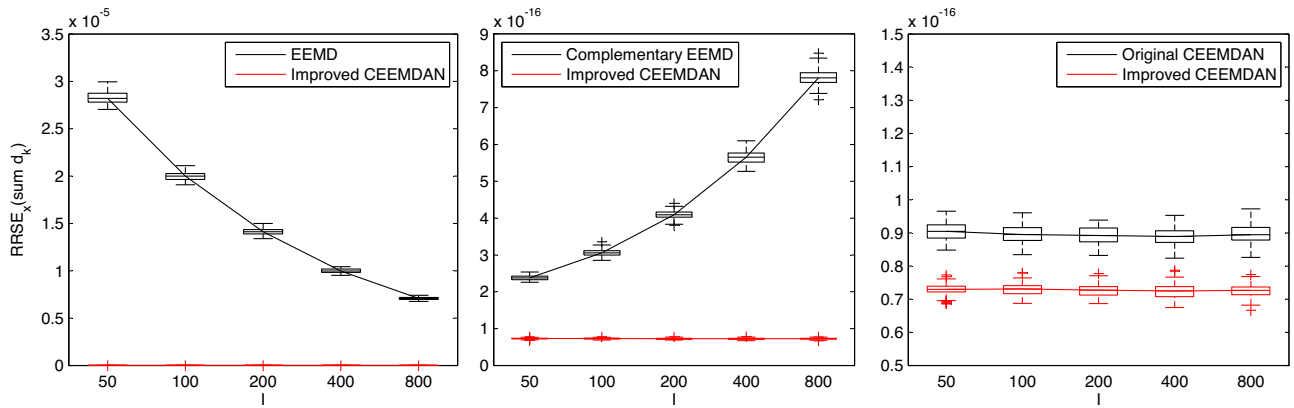 x 10^-5
4
3.5
3
2.5
2
1.5
1
0.5
0
RRSE_x(sum d_k)
EEMD
Improved CEEMDAN
50 100 200 400 800
I
x 10^-16
9
8
7
6
5
4
3
2
1
0
Complementary EEMD
Improved CEEMDAN
50 100 200 400 800
I
x 10^-16
1.5
1.4
1.3
1.2
1.1
1
0.9
0.8
0.7
0.6
0.5
Original CEEMDAN
Improved CEEMDAN
50 100 200 400 800
I